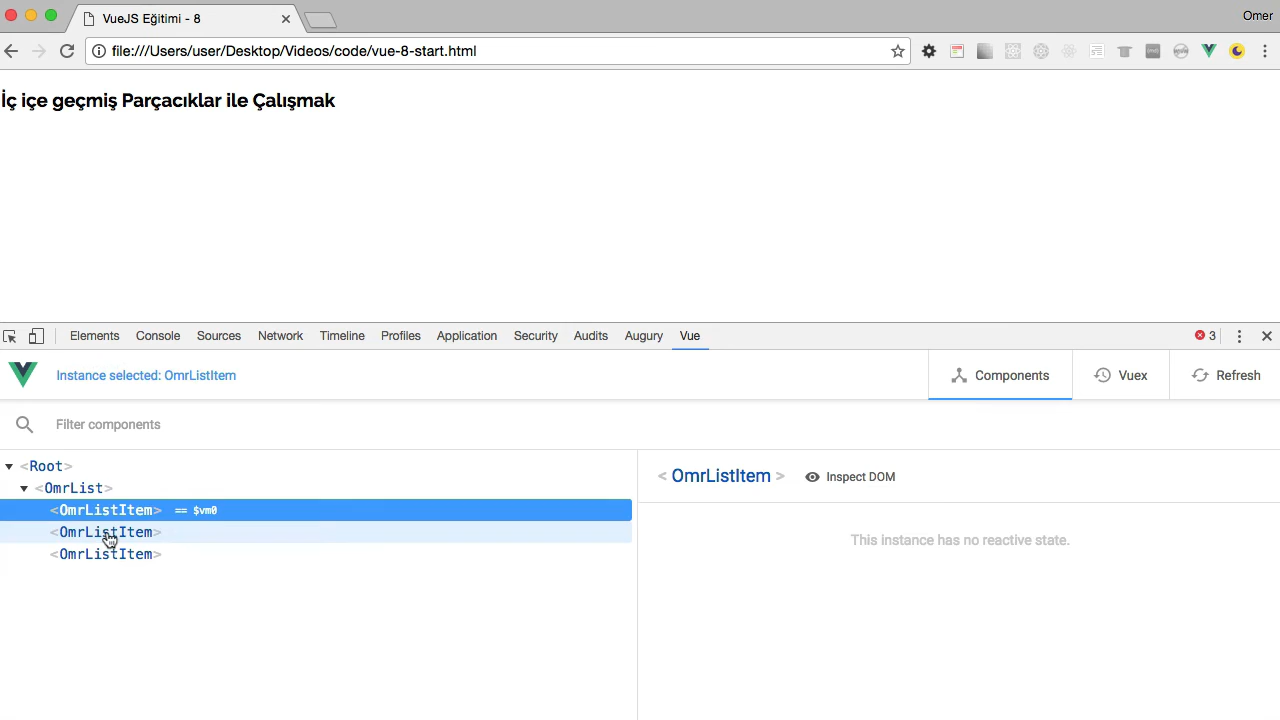 VueJS Eğitimi - 8
Omer
file:///Users/user/Desktop/Videos/code/vue-8-start.html
İç içe geçmiş Parçacıklar ile Çalışmak
Elements Console Sources Network Timeline Profiles Application Security Audits Augury Vue 3
Instance selected: OmrListItem
Components Vuex Refresh
Filter components
<Root>
<OmrList>
<OmrListItem> == $vm0
<OmrListItem>
<OmrListItem>
< OmrListItem > Inspect DOM
This instance has no reactive state.